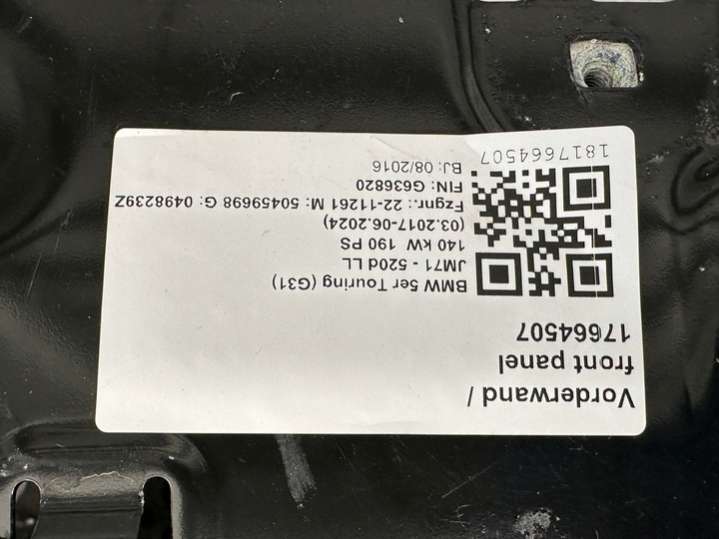 Vorderwand /
front panel
17664507
BMW 5er Touring (G31)
JM71 - 520d LL
140 kW 190 PS
(03.2017-06.2024)
Fzgnr.: 22-11261 M: 50459698 G: 0498239Z
FIN: G636820
BJ: 08/2016
1817664507